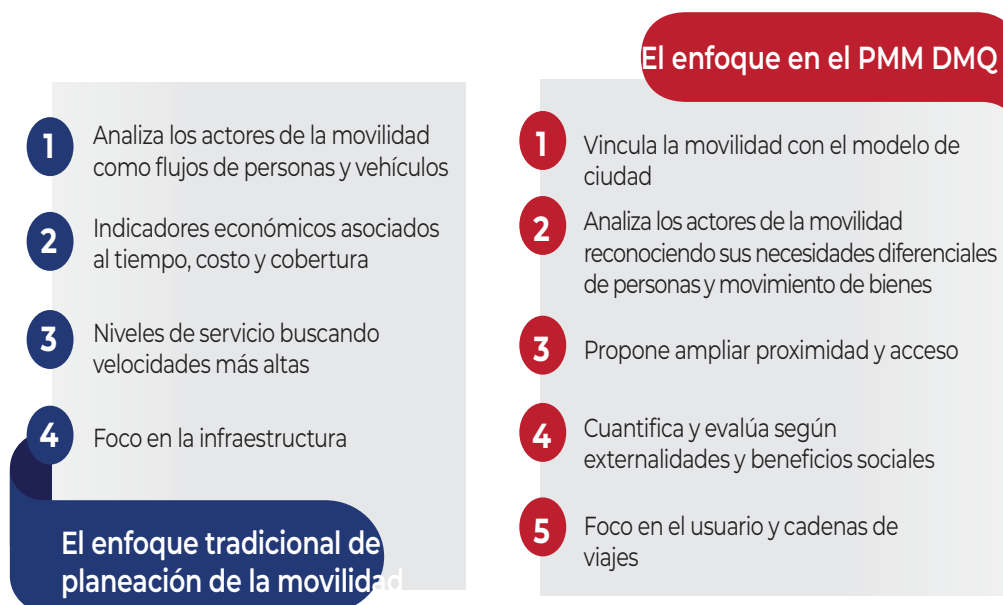 1
Analiza los actores de la movilidad
como flujos de personas y vehículos
2
Indicadores económicos asociados
al tiempo, costo y cobertura
3
Niveles de servicio buscando
velocidades más altas
4
Foco en la infraestructura
El enfoque tradicional de
planeación de la movilidad
El enfoque en el PMM DMQ
1
Vincula la movilidad con el modelo de
ciudad
2
Analiza los actores de la movilidad
reconociendo sus necesidades diferenciales
de personas y movimiento de bienes
3
Propone ampliar proximidad y acceso
4
Cuantifica y evalúa según
externalidades y beneficios sociales
5
Foco en el usuario y cadenas de
viajes